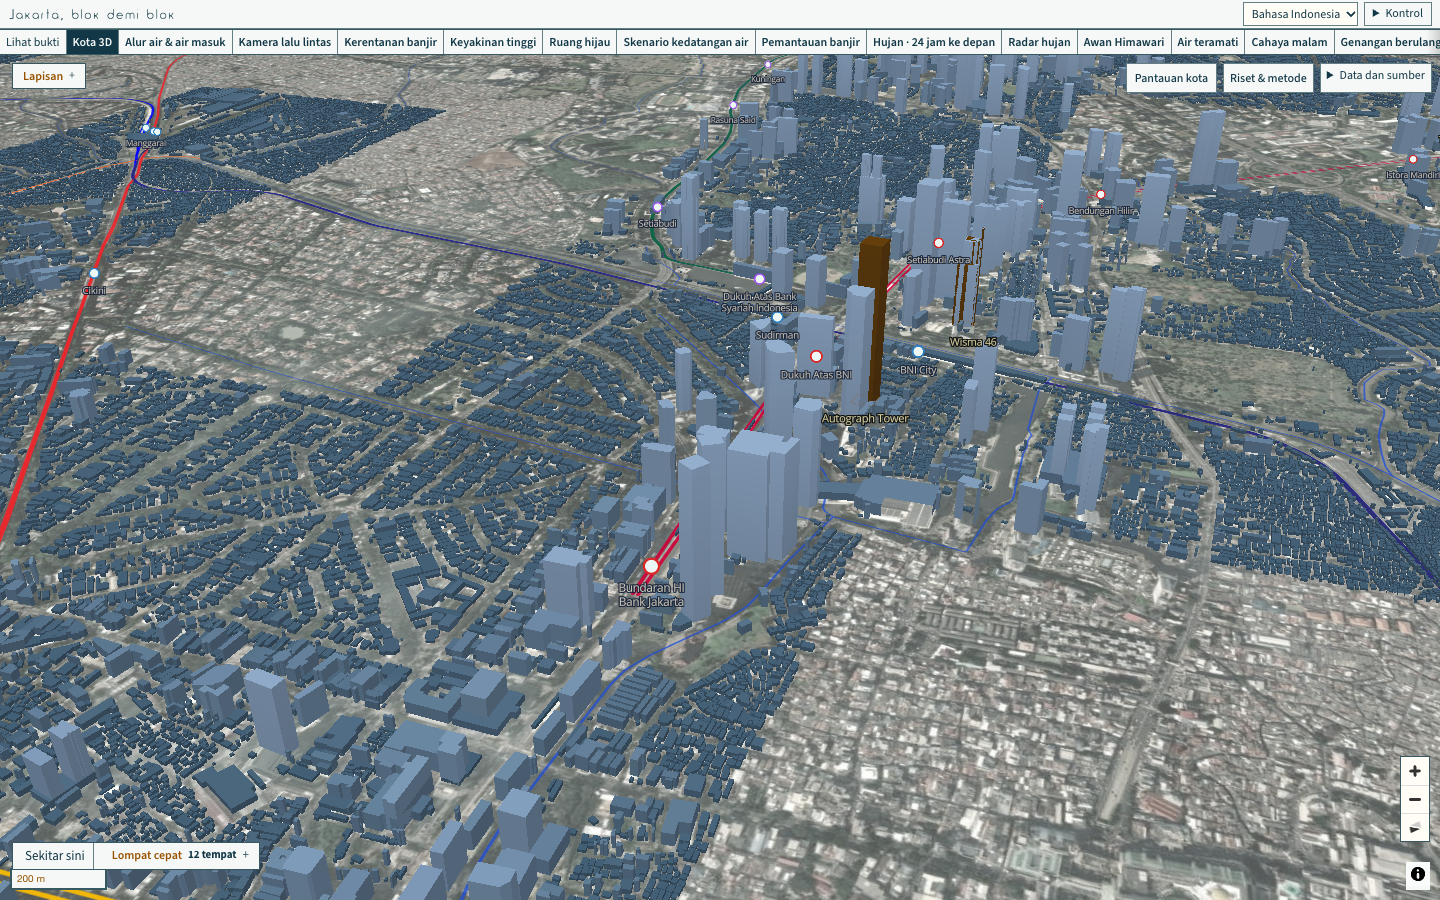 Jakarta, blok demi blok
Bahasa Indonesia
Kontrol
Lihat bukti
Kota 3D
Alur air & air masuk
Kamera lalu lintas
Kerentanan banjir
Keyakinan tinggi
Ruang hijau
Skenario kedatangan air
Pemantauan banjir
Hujan · 24 jam ke depan
Radar hujan
Awan Himawari
Air teramati
Cahaya malam
Genangan berulang
Lapisan +
Pantauan kota
Riset & metode
Data dan sumber
Kuningan
Rasuna Said
Manggarai
Istora Mandiri
Bendungan Hilir
Setiabudi
Setiabudi Astra
Cikini
Dukuh Atas Bank
Syariah Indonesia
Sudirman
Wisma 46
Dukuh Atas BNI
BNI City
Autograph Tower
Bundaran HI
Bank Jakarta
Sekitar sini
Lompat cepat 12 tempat +
200 m